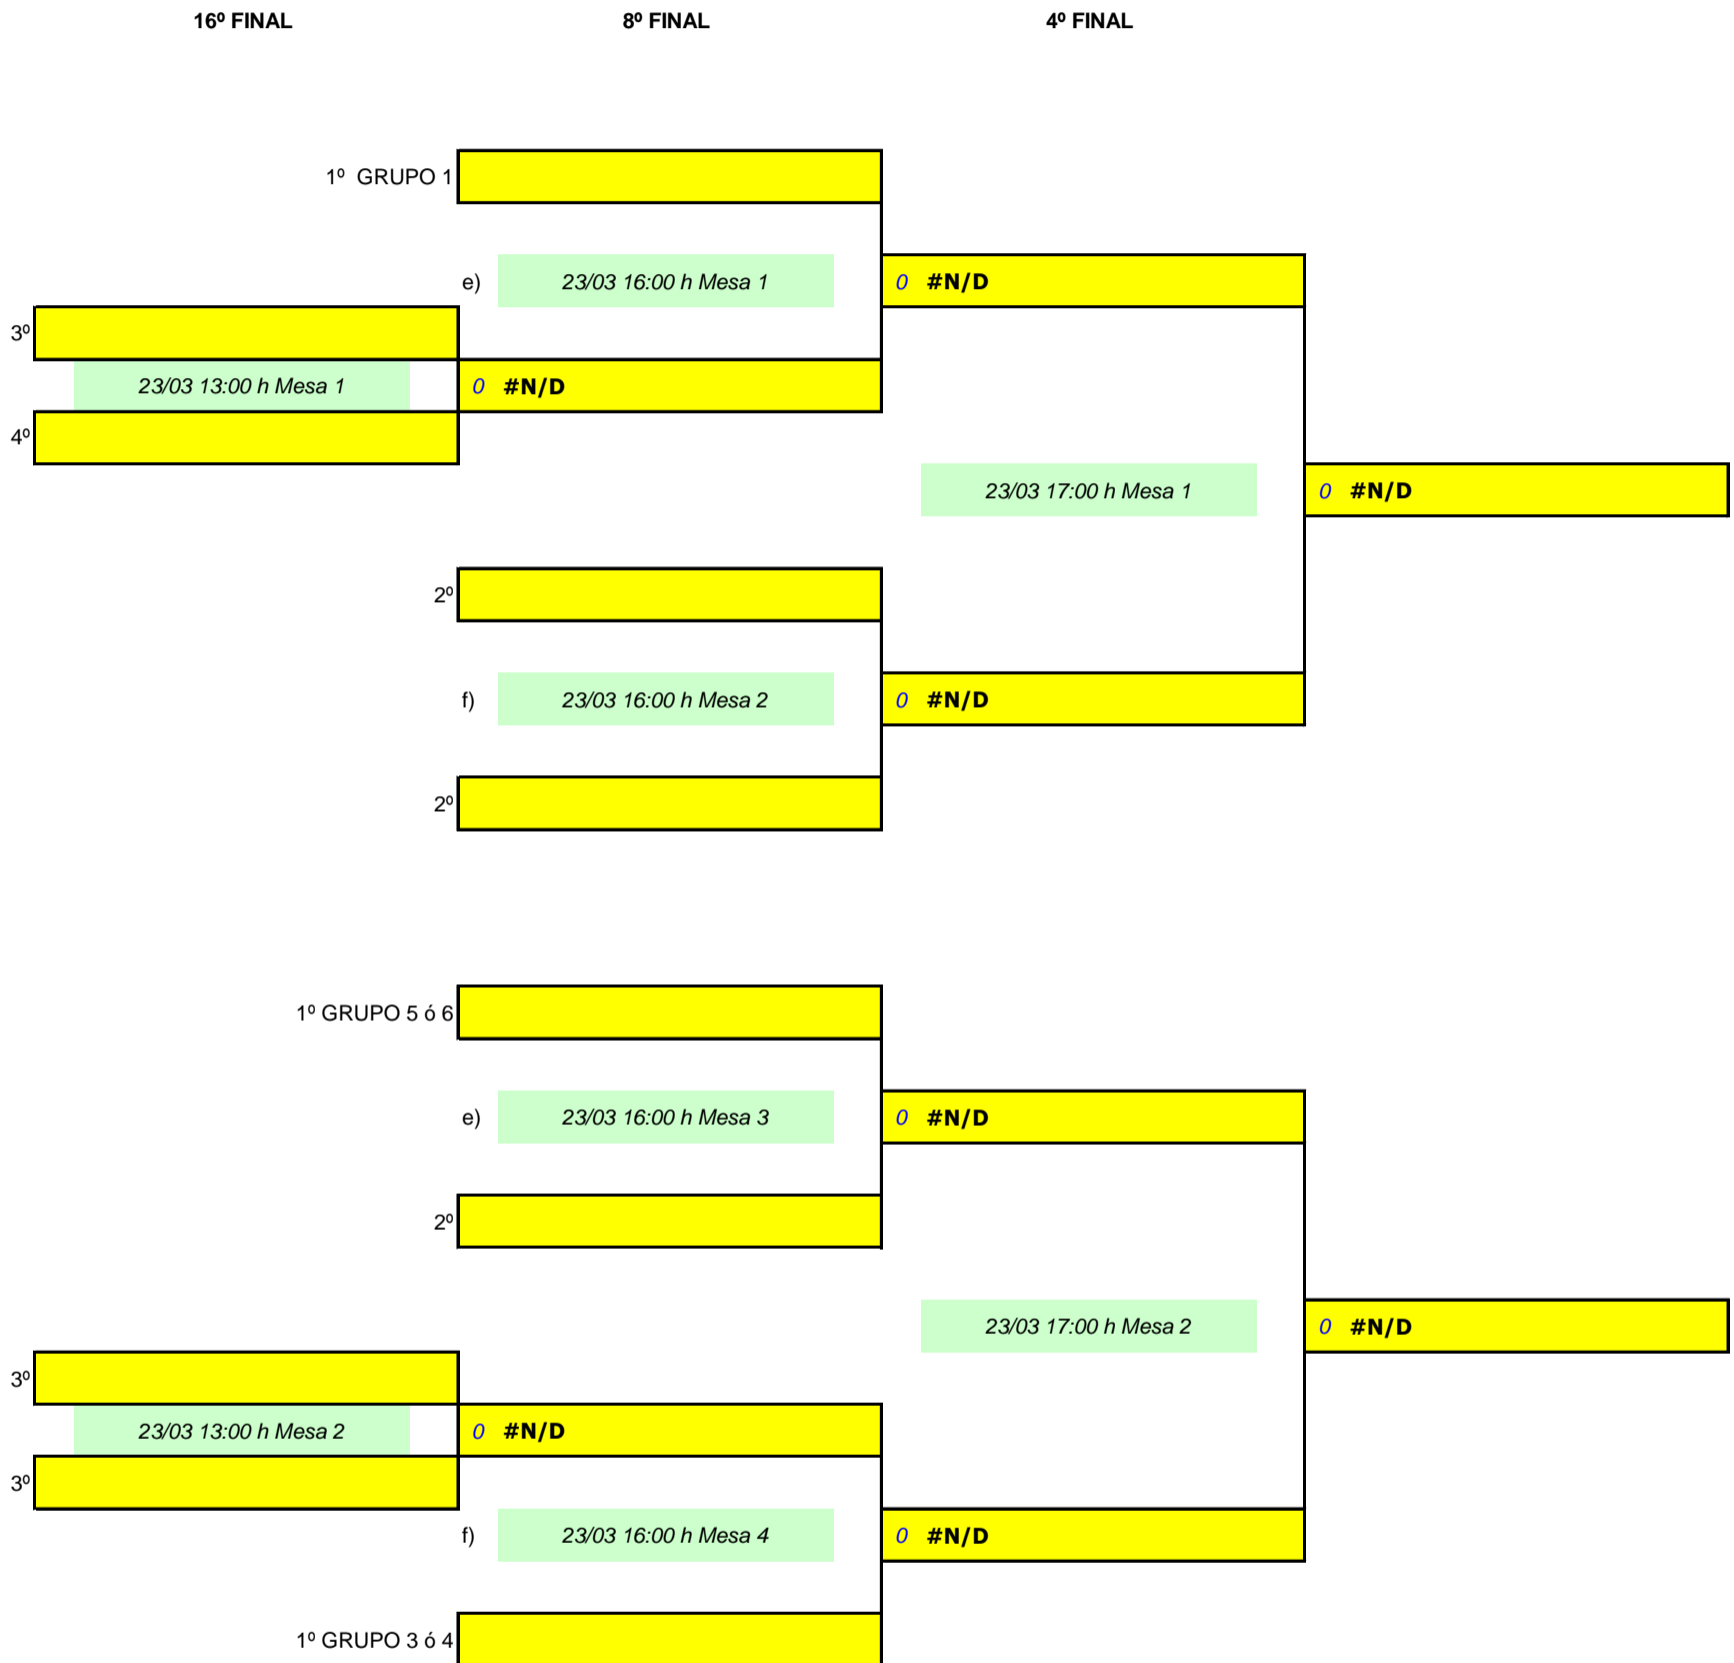 16º FINAL 8º FINAL 4º FINAL
1º GRUPO 1
e) 23/03 16:00 h Mesa 1 0 #N/D
3º
23/03 13:00 h Mesa 1 0 #N/D
4º
23/03 17:00 h Mesa 1 0 #N/D
2º
f) 23/03 16:00 h Mesa 2 0 #N/D
2º
1º GRUPO 5 ó 6
e) 23/03 16:00 h Mesa 3 0 #N/D
2º
23/03 17:00 h Mesa 2 0 #N/D
3º
23/03 13:00 h Mesa 2 0 #N/D
3º
f) 23/03 16:00 h Mesa 4 0 #N/D
1º GRUPO 3 ó 4